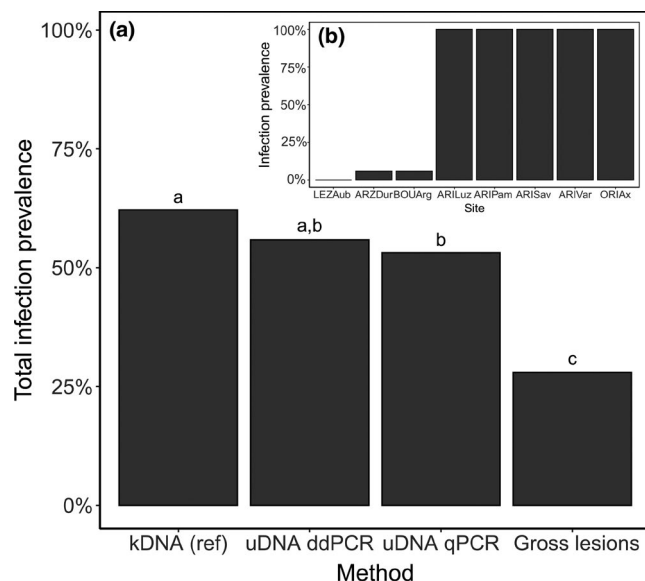 (a)
Total infection prevalence
100%
75%
50%
25%
0%
a
a,b
b
c
kDNA (ref) uDNA ddPCR uDNA qPCR Gross lesions
Method
(b)
Infection prevalence
100%
75%
50%
25%
0%
LEZAub ARZDur BOUArg ARILuz ARIPam ARISav ARIVar ORIAx
Site